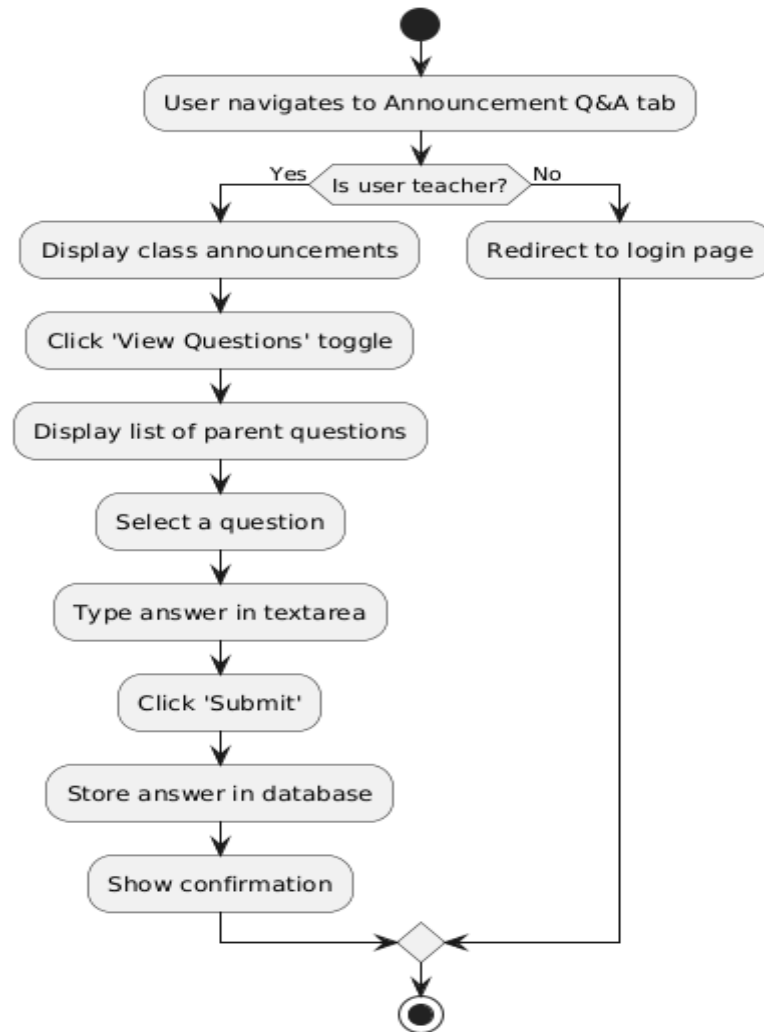 User navigates to Announcement Q&A tab
Yes
Is user teacher?
No
Display class announcements
Redirect to login page
Click 'View Questions' toggle
Display list of parent questions
Select a question
Type answer in textarea
Click 'Submit'
Store answer in database
Show confirmation